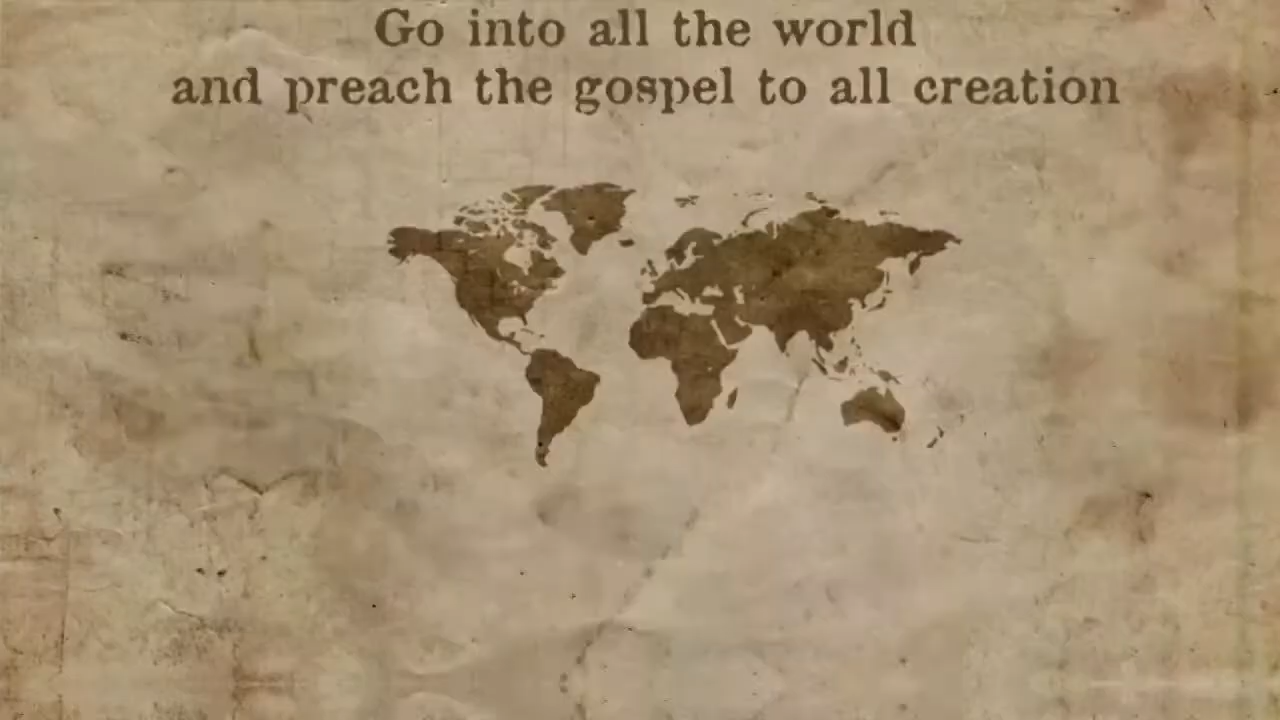 Go into all the world
and preach the gospel to all creation